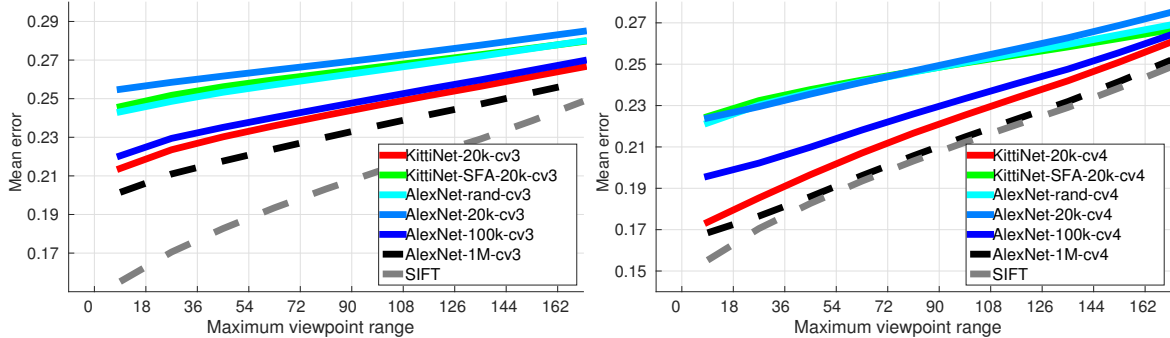 0.29
0.27
0.25
0.23
0.21
0.19
0.17
Mean error
0 18 36 54 72 90 108 126 144 162
Maximum viewpoint range
KittiNet-20k-cv3
KittiNet-SFA-20k-cv3
AlexNet-rand-cv3
AlexNet-20k-cv3
AlexNet-100k-cv3
AlexNet-1M-cv3
SIFT
0.27
0.25
0.23
0.21
0.19
0.17
0.15
Mean error
0 18 36 54 72 90 108 126 144 162
Maximum viewpoint range
KittiNet-20k-cv4
KittiNet-SFA-20k-cv4
AlexNet-rand-cv4
AlexNet-20k-cv4
AlexNet-100k-cv4
AlexNet-1M-cv4
SIFT